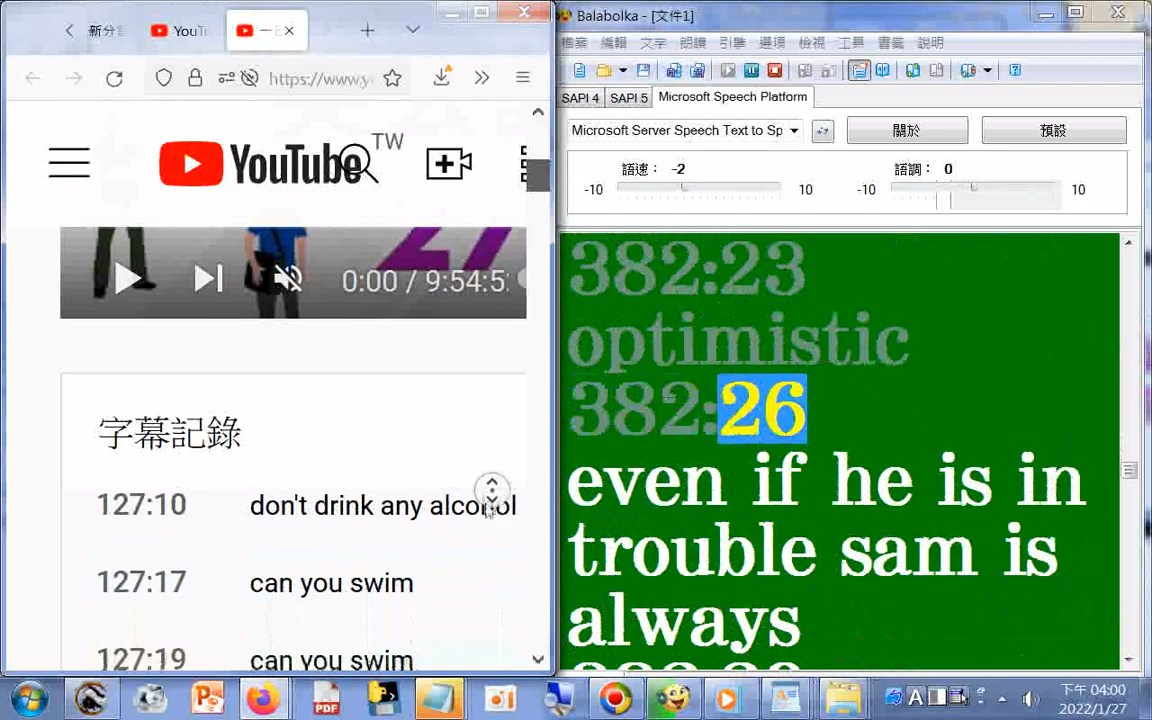 新分
YouTu
https://www.y
YouTube
TW
27
0:00 / 9:54:5
字幕記錄
127:10 don't drink any alcohol
127:17 can you swim
127:19 can you swim
Balabolka - [文件1]
檔案 編輯 文字 朗讀 引擎 選項 檢視 工具 書籤 說明
SAPI 4 SAPI 5 Microsoft Speech Platform
Microsoft Server Speech Text to Sp
關於 預設
語速： -2 語調： 0
-10 10 -10 10
382:23
optimistic
382:26
even if he is in
trouble sam is
always
PDF
A
下午 04:00
2022/1/27